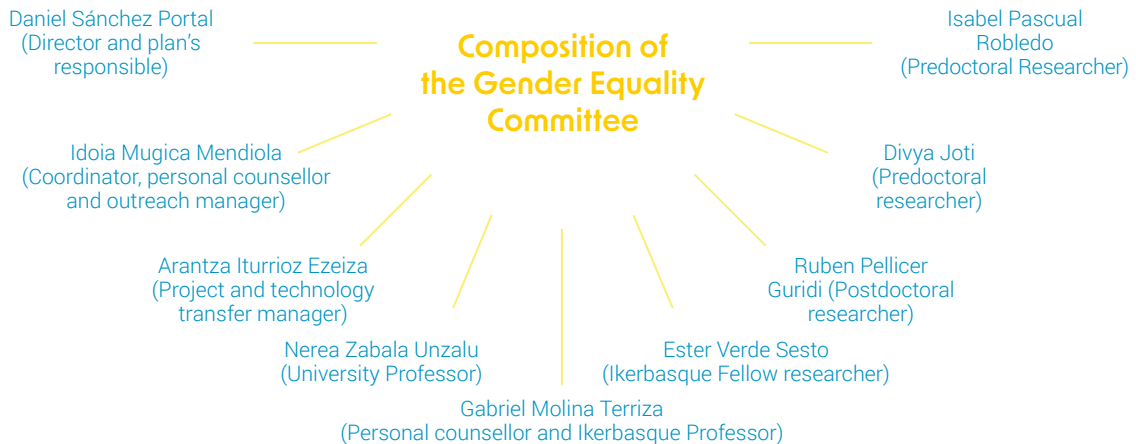 Composition of
the Gender Equality
Committee
Daniel Sánchez Portal
(Director and plan's
responsible)
Idoia Mugica Mendiola
(Coordinator, personal counsellor
and outreach manager)
Arantza Iturrioz Ezeiza
(Project and technology
transfer manager)
Nerea Zabala Unzalu
(University Professor)
Gabriel Molina Terriza
(Personal counsellor and Ikerbasque Professor)
Ester Verde Sesto
(Ikerbasque Fellow researcher)
Ruben Pellicer
Guridi (Postdoctoral
researcher)
Divya Joti
(Predoctoral
researcher)
Isabel Pascual
Robledo
(Predoctoral Researcher)